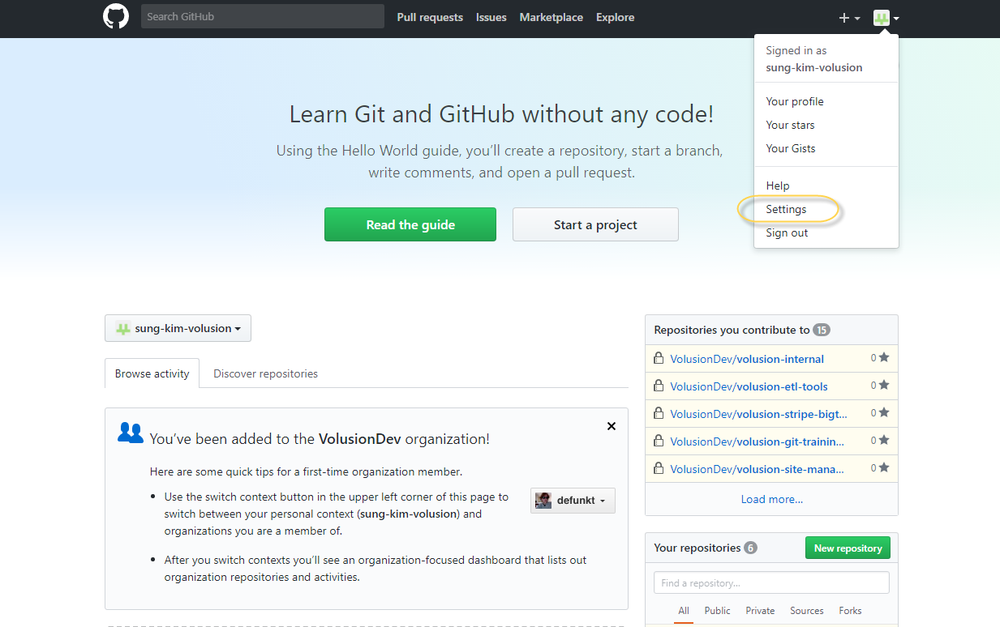 Search GitHub
Pull requests
Issues
Marketplace
Explore
Signed in as
sung-kim-volusion
Your profile
Your stars
Your Gists
Help
Settings
Sign out
Learn Git and GitHub without any code!
Using the Hello World guide, you’ll create a repository, start a branch,
write comments, and open a pull request.
Read the guide
Start a project
sung-kim-volusion
Browse activity
Discover repositories
You’ve been added to the VolusionDev organization!
Here are some quick tips for a first-time organization member.
Use the switch context button in the upper left corner of this page to
switch between your personal context (sung-kim-volusion) and
organizations you are a member of.
defunkt
After you switch contexts you’ll see an organization-focused dashboard that lists out
organization repositories and activities.
Repositories you contribute to 15
VolusionDev/volusion-internal 0
VolusionDev/volusion-etl-tools 0
VolusionDev/volusion-stripe-bigt... 0
VolusionDev/volusion-git-trainin... 0
VolusionDev/volusion-site-mana... 0
Load more...
Your repositories 6
New repository
Find a repository...
All
Public
Private
Sources
Forks